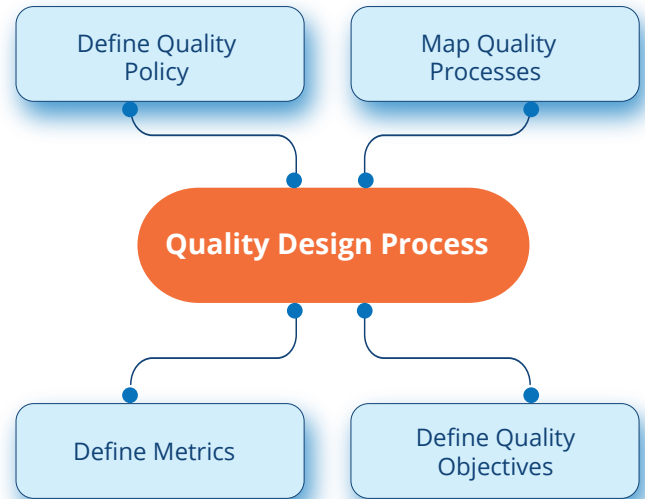 Define Quality
Policy
Map Quality
Processes
Quality Design Process
Define Metrics
Define Quality
Objectives